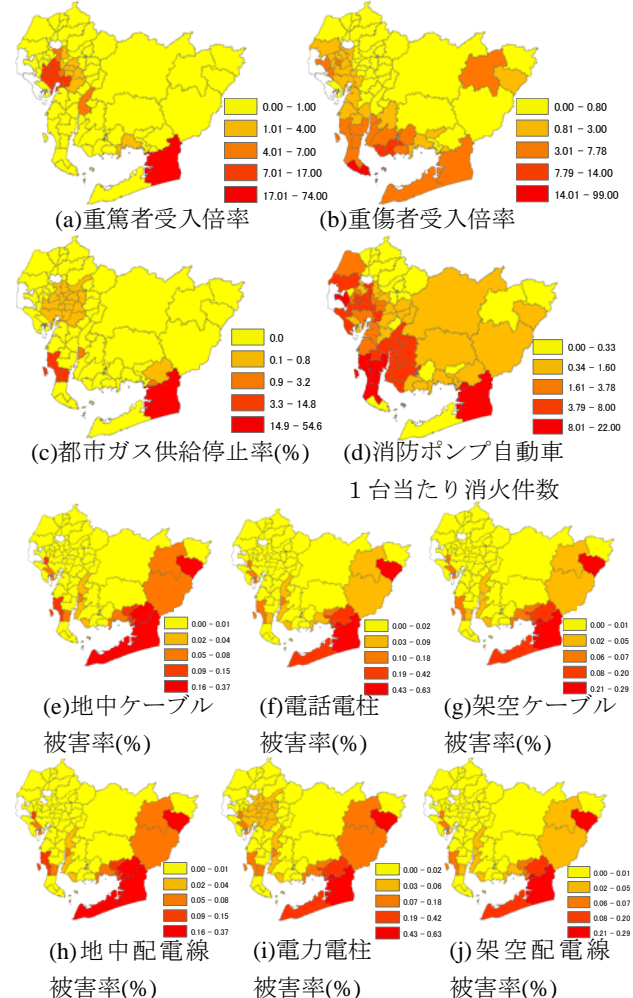 0.00 - 1.00
1.01 - 4.00
4.01 - 7.00
7.01 - 17.00
17.01 - 74.00
(a)重篤者受入倍率
0.00 - 0.80
0.81 - 3.00
3.01 - 7.78
7.79 - 14.00
14.01 - 99.00
(b)重傷者受入倍率
0.0
0.1 - 0.8
0.9 - 3.2
3.3 - 14.8
14.9 - 54.6
(c)都市ガス供給停止率(%)
0.00 - 0.33
0.34 - 1.60
1.61 - 3.78
3.79 - 8.00
8.01 - 22.00
(d)消防ポンプ自動車
1台当たり消火件数
0.00 - 0.01
0.02 - 0.04
0.05 - 0.08
0.09 - 0.15
0.16 - 0.37
(e)地中ケーブル
被害率(%)
0.00 - 0.02
0.03 - 0.09
0.10 - 0.18
0.19 - 0.42
0.43 - 0.63
(f)電話電柱
被害率(%)
0.00 - 0.01
0.02 - 0.05
0.06 - 0.07
0.08 - 0.20
0.21 - 0.29
(g)架空ケーブル
被害率(%)
0.00 - 0.01
0.02 - 0.04
0.05 - 0.08
0.09 - 0.15
0.16 - 0.37
(h)地中配電線
被害率(%)
0.00 - 0.02
0.03 - 0.06
0.07 - 0.18
0.19 - 0.42
0.43 - 0.63
(i)電力電柱
被害率(%)
0.00 - 0.01
0.02 - 0.05
0.06 - 0.07
0.08 - 0.20
0.21 - 0.29
(j)架空配電線
被害率(%)